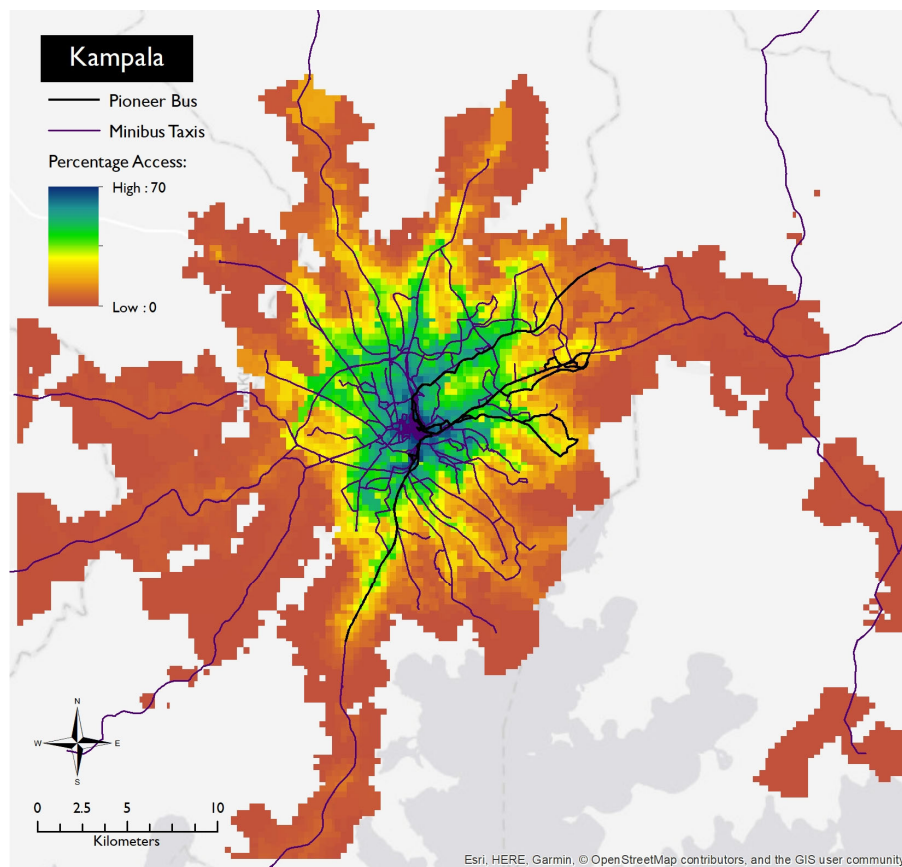 Kampala
Pioneer Bus
Minibus Taxis
Percentage Access:
High : 70
Low : 0
N
W E
S
0 2.5 5 10
Kilometers
Esri, HERE, Garmin, © OpenStreetMap contributors, and the GIS user community